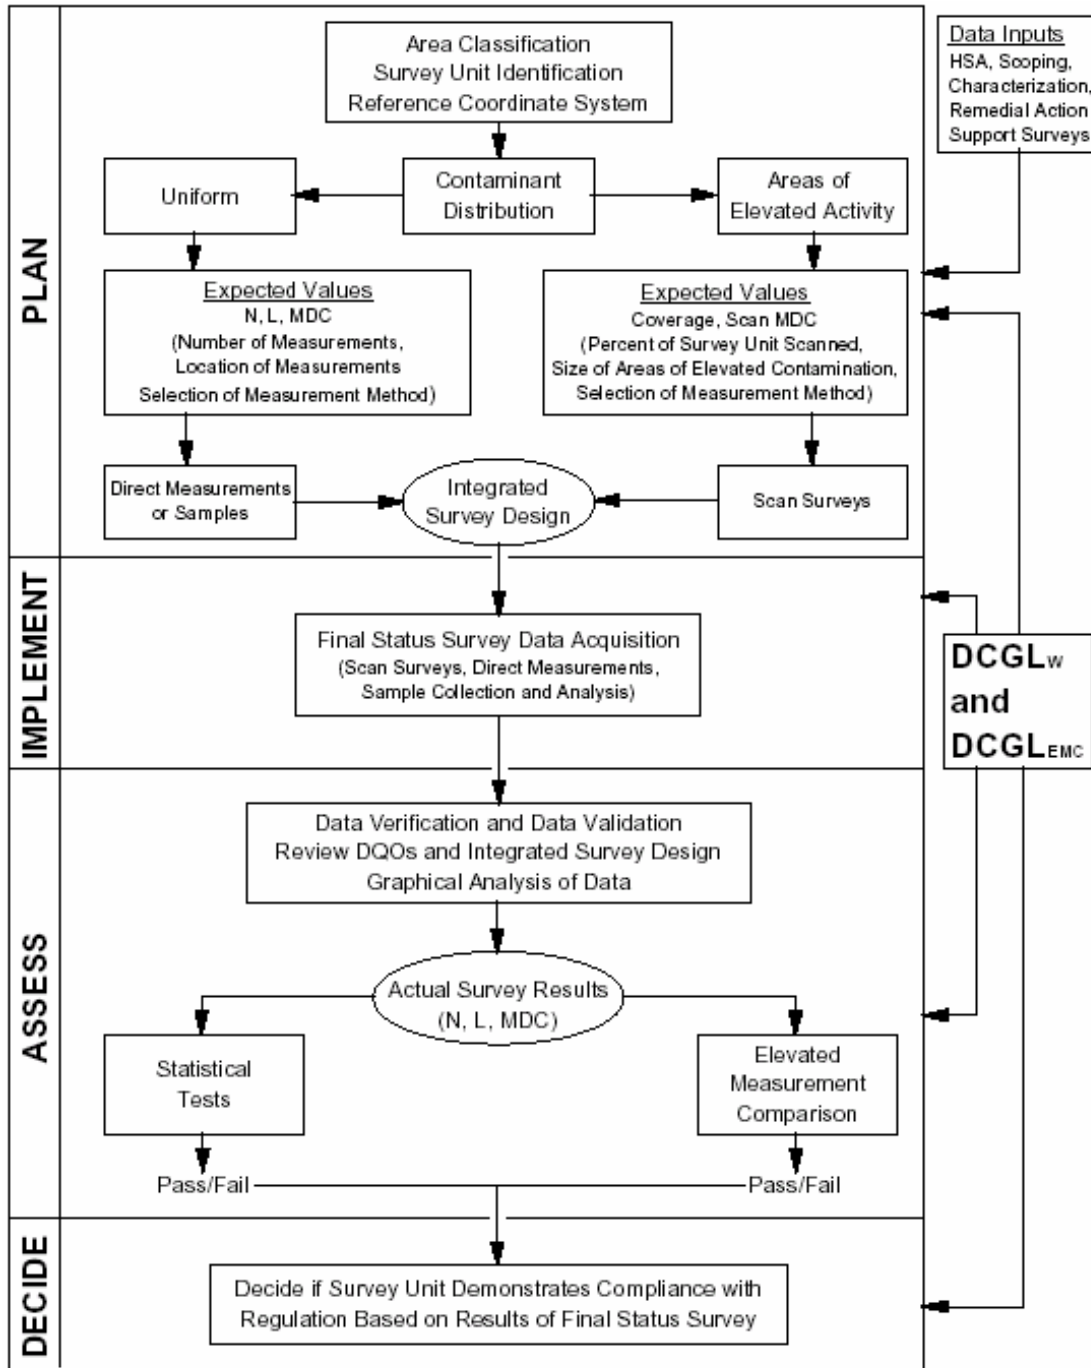 Area Classification
Survey Unit Identification
Reference Coordinate System
Data Inputs
HSA, Scoping,
Characterization,
Remedial Action
Support Surveys
PLAN
Uniform
Contaminant
Distribution
Areas of
Elevated Activity
Expected Values
N, L, MDC
(Number of Measurements,
Location of Measurements
Selection of Measurement Method)
Expected Values
Coverage, Scan MDC
(Percent of Survey Unit Scanned,
Size of Areas of Elevated Contamination,
Selection of Measurement Method)
Direct Measurements
or Samples
Integrated
Survey Design
Scan Surveys
IMPLEMENT
Final Status Survey Data Acquisition
(Scan Surveys, Direct Measurements,
Sample Collection and Analysis)
DCGLW
and
DCGLEMC
ASSESS
Data Verification and Data Validation
Review DQOs and Integrated Survey Design
Graphical Analysis of Data
Actual Survey Results
(N, L, MDC)
Statistical
Tests
Elevated
Measurement
Comparison
Pass/Fail
Pass/Fail
DECIDE
Decide if Survey Unit Demonstrates Compliance with
Regulation Based on Results of Final Status Survey